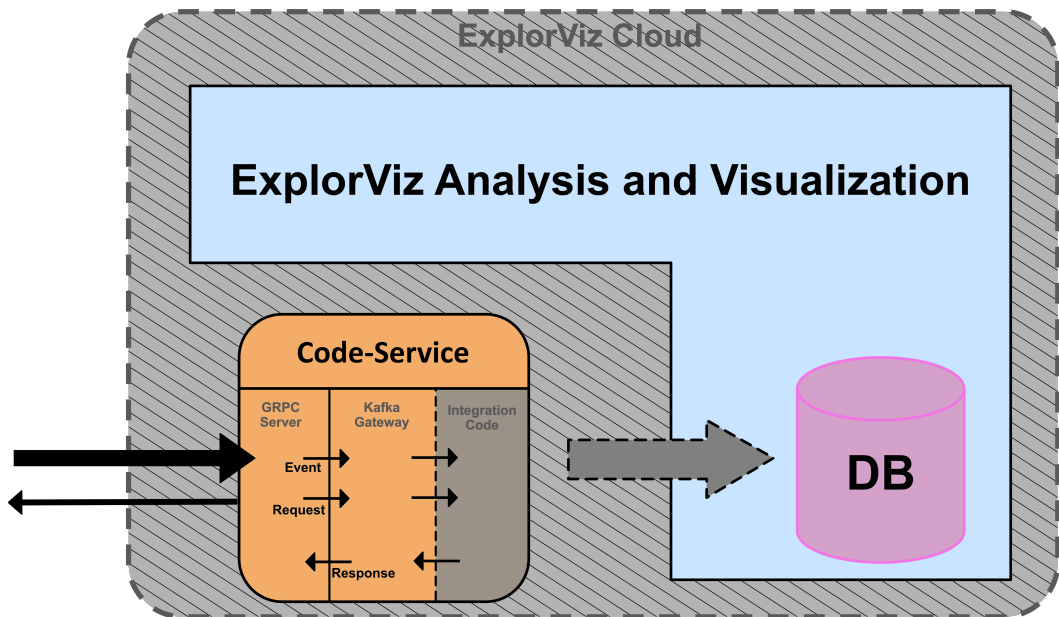 ExplorViz Cloud
ExplorViz Analysis and Visualization
Code-Service
GRPC
Server
Kafka
Gateway
Integration
Code
Event
Request
Response
DB